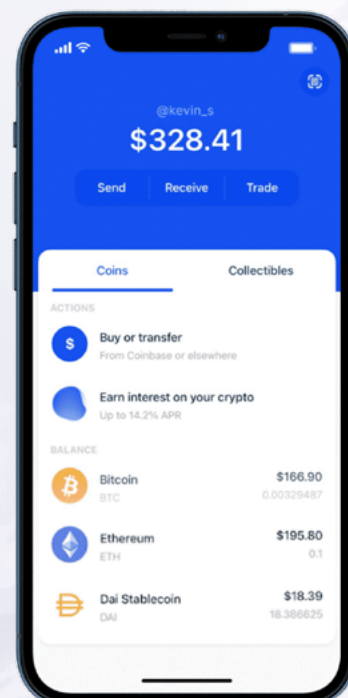 @kevin_s
$328.41
Send Receive Trade
Coins Collectibles
ACTIONS
$
Buy or transfer
From Coinbase or elsewhere
Earn interest on your crypto
Up to 14.2% APR
BALANCE
Bitcoin $166.90
BTC 0.00329487
Ethereum $195.80
ETH 0.1
Dai Stablecoin $18.39
DAI 18.386625